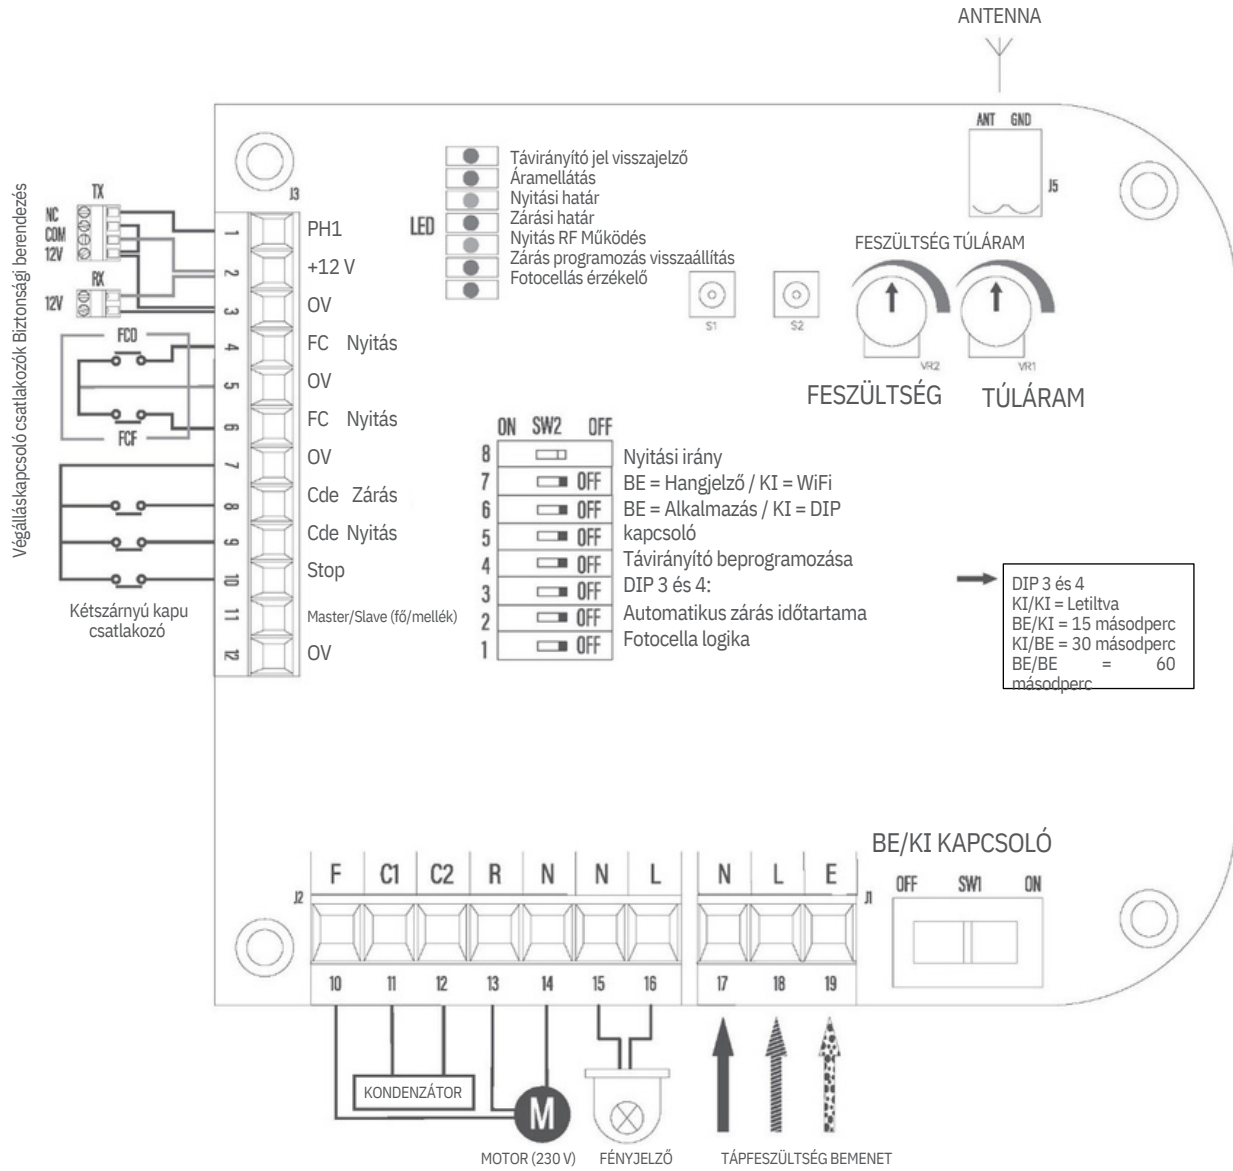 ANTENNA
ANT GND
J5
Távirányító jel visszajelző
Áramellátás
Nyitási határ
Zárási határ
Nyitás RF Működés
Zárás programozás visszaállítás
Fotocellás érzékelő
LED
S1
S2
FESZÜLTSÉG TÚLÁRAM
VR2
VR1
FESZÜLTSÉG
TÚLÁRAM
Végálláskapcsoló csatlakozók Biztonsági berendezés
TX
NC
COM
12V
RX
12V
FCO
FCF
Kétszárnyú kapu
csatlakozó
J3
1 PH1
2 +12 V
3 OV
4 FC Nyitás
5 OV
6 FC Nyitás
7 OV
8 Cde Zárás
9 Cde Nyitás
10 Stop
11 Master/Slave (fő/mellék)
12 OV
ON SW2 OFF
8
7 OFF
6 OFF
5 OFF
4 OFF
3 OFF
2 OFF
1 OFF
Nyitási irány
BE = Hangjelző / KI = WiFi
BE = Alkalmazás / KI = DIP
kapcsoló
Távirányító beprogramozása
DIP 3 és 4:
Automatikus zárás időtartama
Fotocella logika
DIP 3 és 4
KI/KI = Letiltva
BE/KI = 15 másodperc
KI/BE = 30 másodperc
BE/BE = 60
másodperc
BE/KI KAPCSOLÓ
OFF SW1 ON
J2
F C1 C2 R N N L
N L E
J1
10 11 12 13 14 15 16
17 18 19
KONDENZÁTOR
M
MOTOR (230 V)
FÉNYJELZŐ
TÁPFESZÜLTSÉG BEMENET